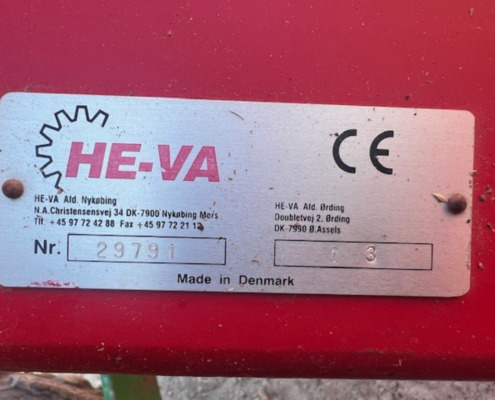 HE-VA
CE
HE-VA Afd. Nykøbing
N.A.Christensensvej 34 DK-7900 Nykøbing Mors
Tlf. +45 97 72 42 88 Fax +45 97 72 21 12
HE-VA Afd. Ørding
Doubletvej 2, Ørding
DK-7990 Ø.Assels
Nr. 29791
13
Made in Denmark